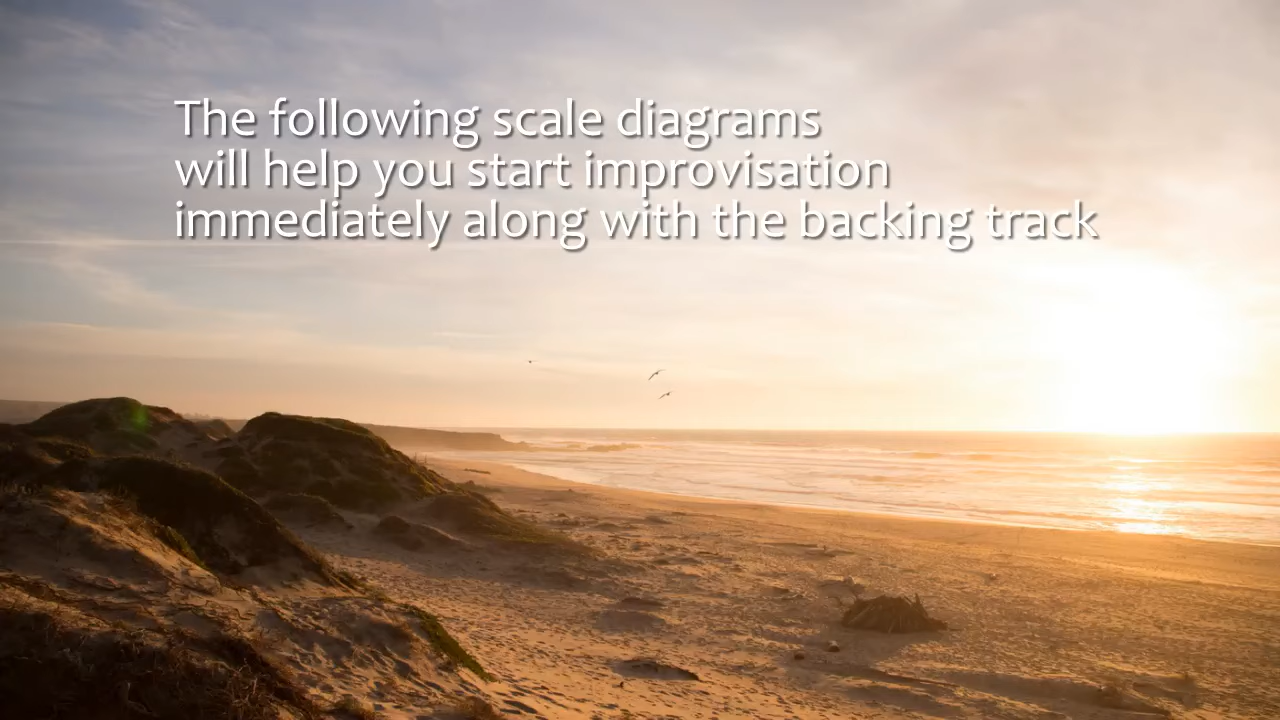 The following scale diagrams
will help you start improvisation
immediately along with the backing track